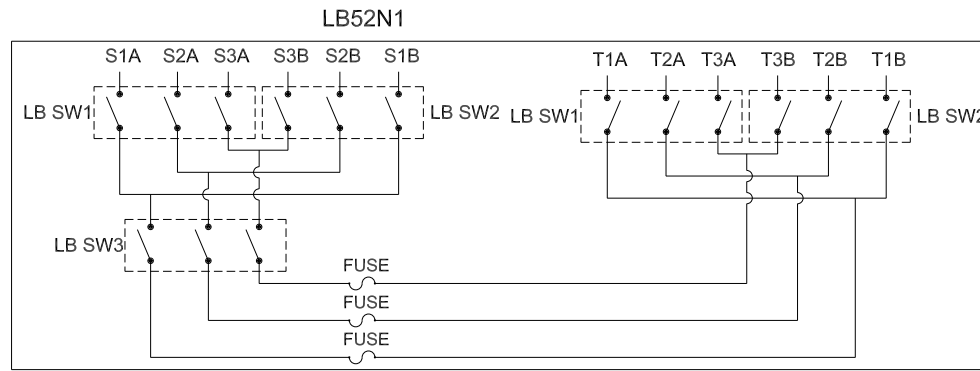 LB52N1
S1A S2A S3A S3B S2B S1B
T1A T2A T3A T3B T2B T1B
LB SW1
LB SW2
LB SW1
LB SW2
LB SW3
FUSE
FUSE
FUSE